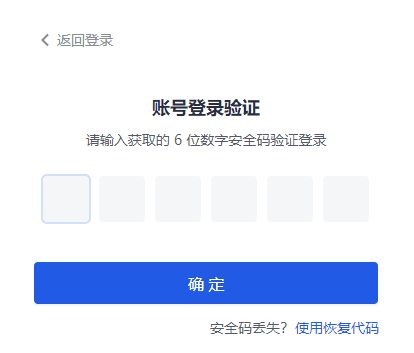 返回登录
账号登录验证
请输入获取的 6 位数字安全码验证登录
确 定
安全码丢失? 使用恢复代码